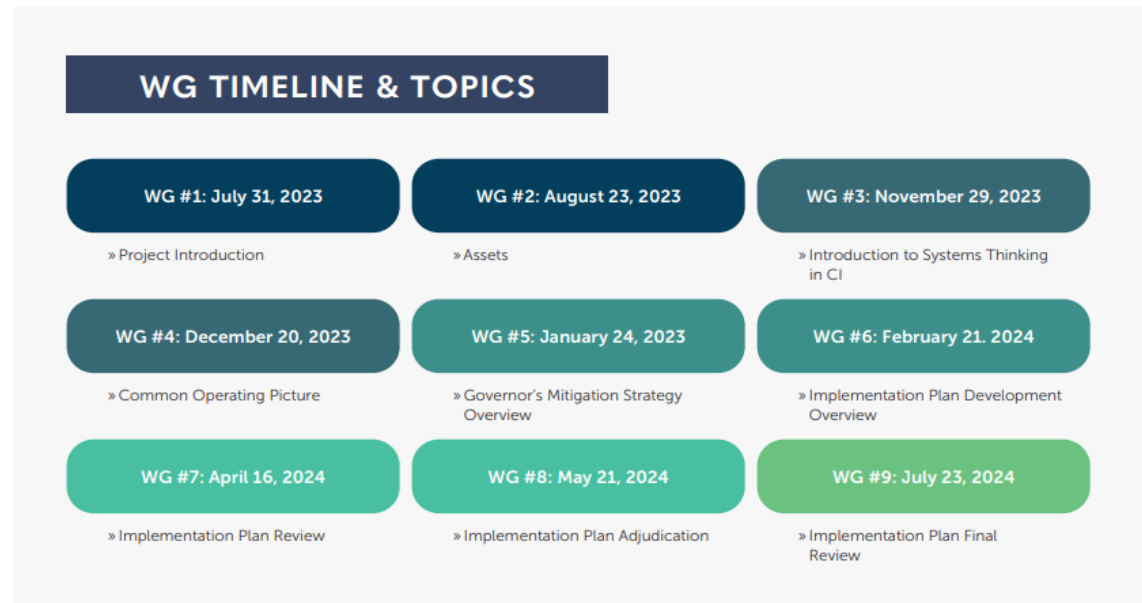 WG TIMELINE & TOPICS
WG #1: July 31, 2023
» Project Introduction
WG #2: August 23, 2023
» Assets
WG #3: November 29, 2023
» Introduction to Systems Thinking
in CI
WG #4: December 20, 2023
» Common Operating Picture
WG #5: January 24, 2023
» Governor's Mitigation Strategy
Overview
WG #6: February 21. 2024
» Implementation Plan Development
Overview
WG #7: April 16, 2024
» Implementation Plan Review
WG #8: May 21, 2024
» Implementation Plan Adjudication
WG #9: July 23, 2024
» Implementation Plan Final
Review